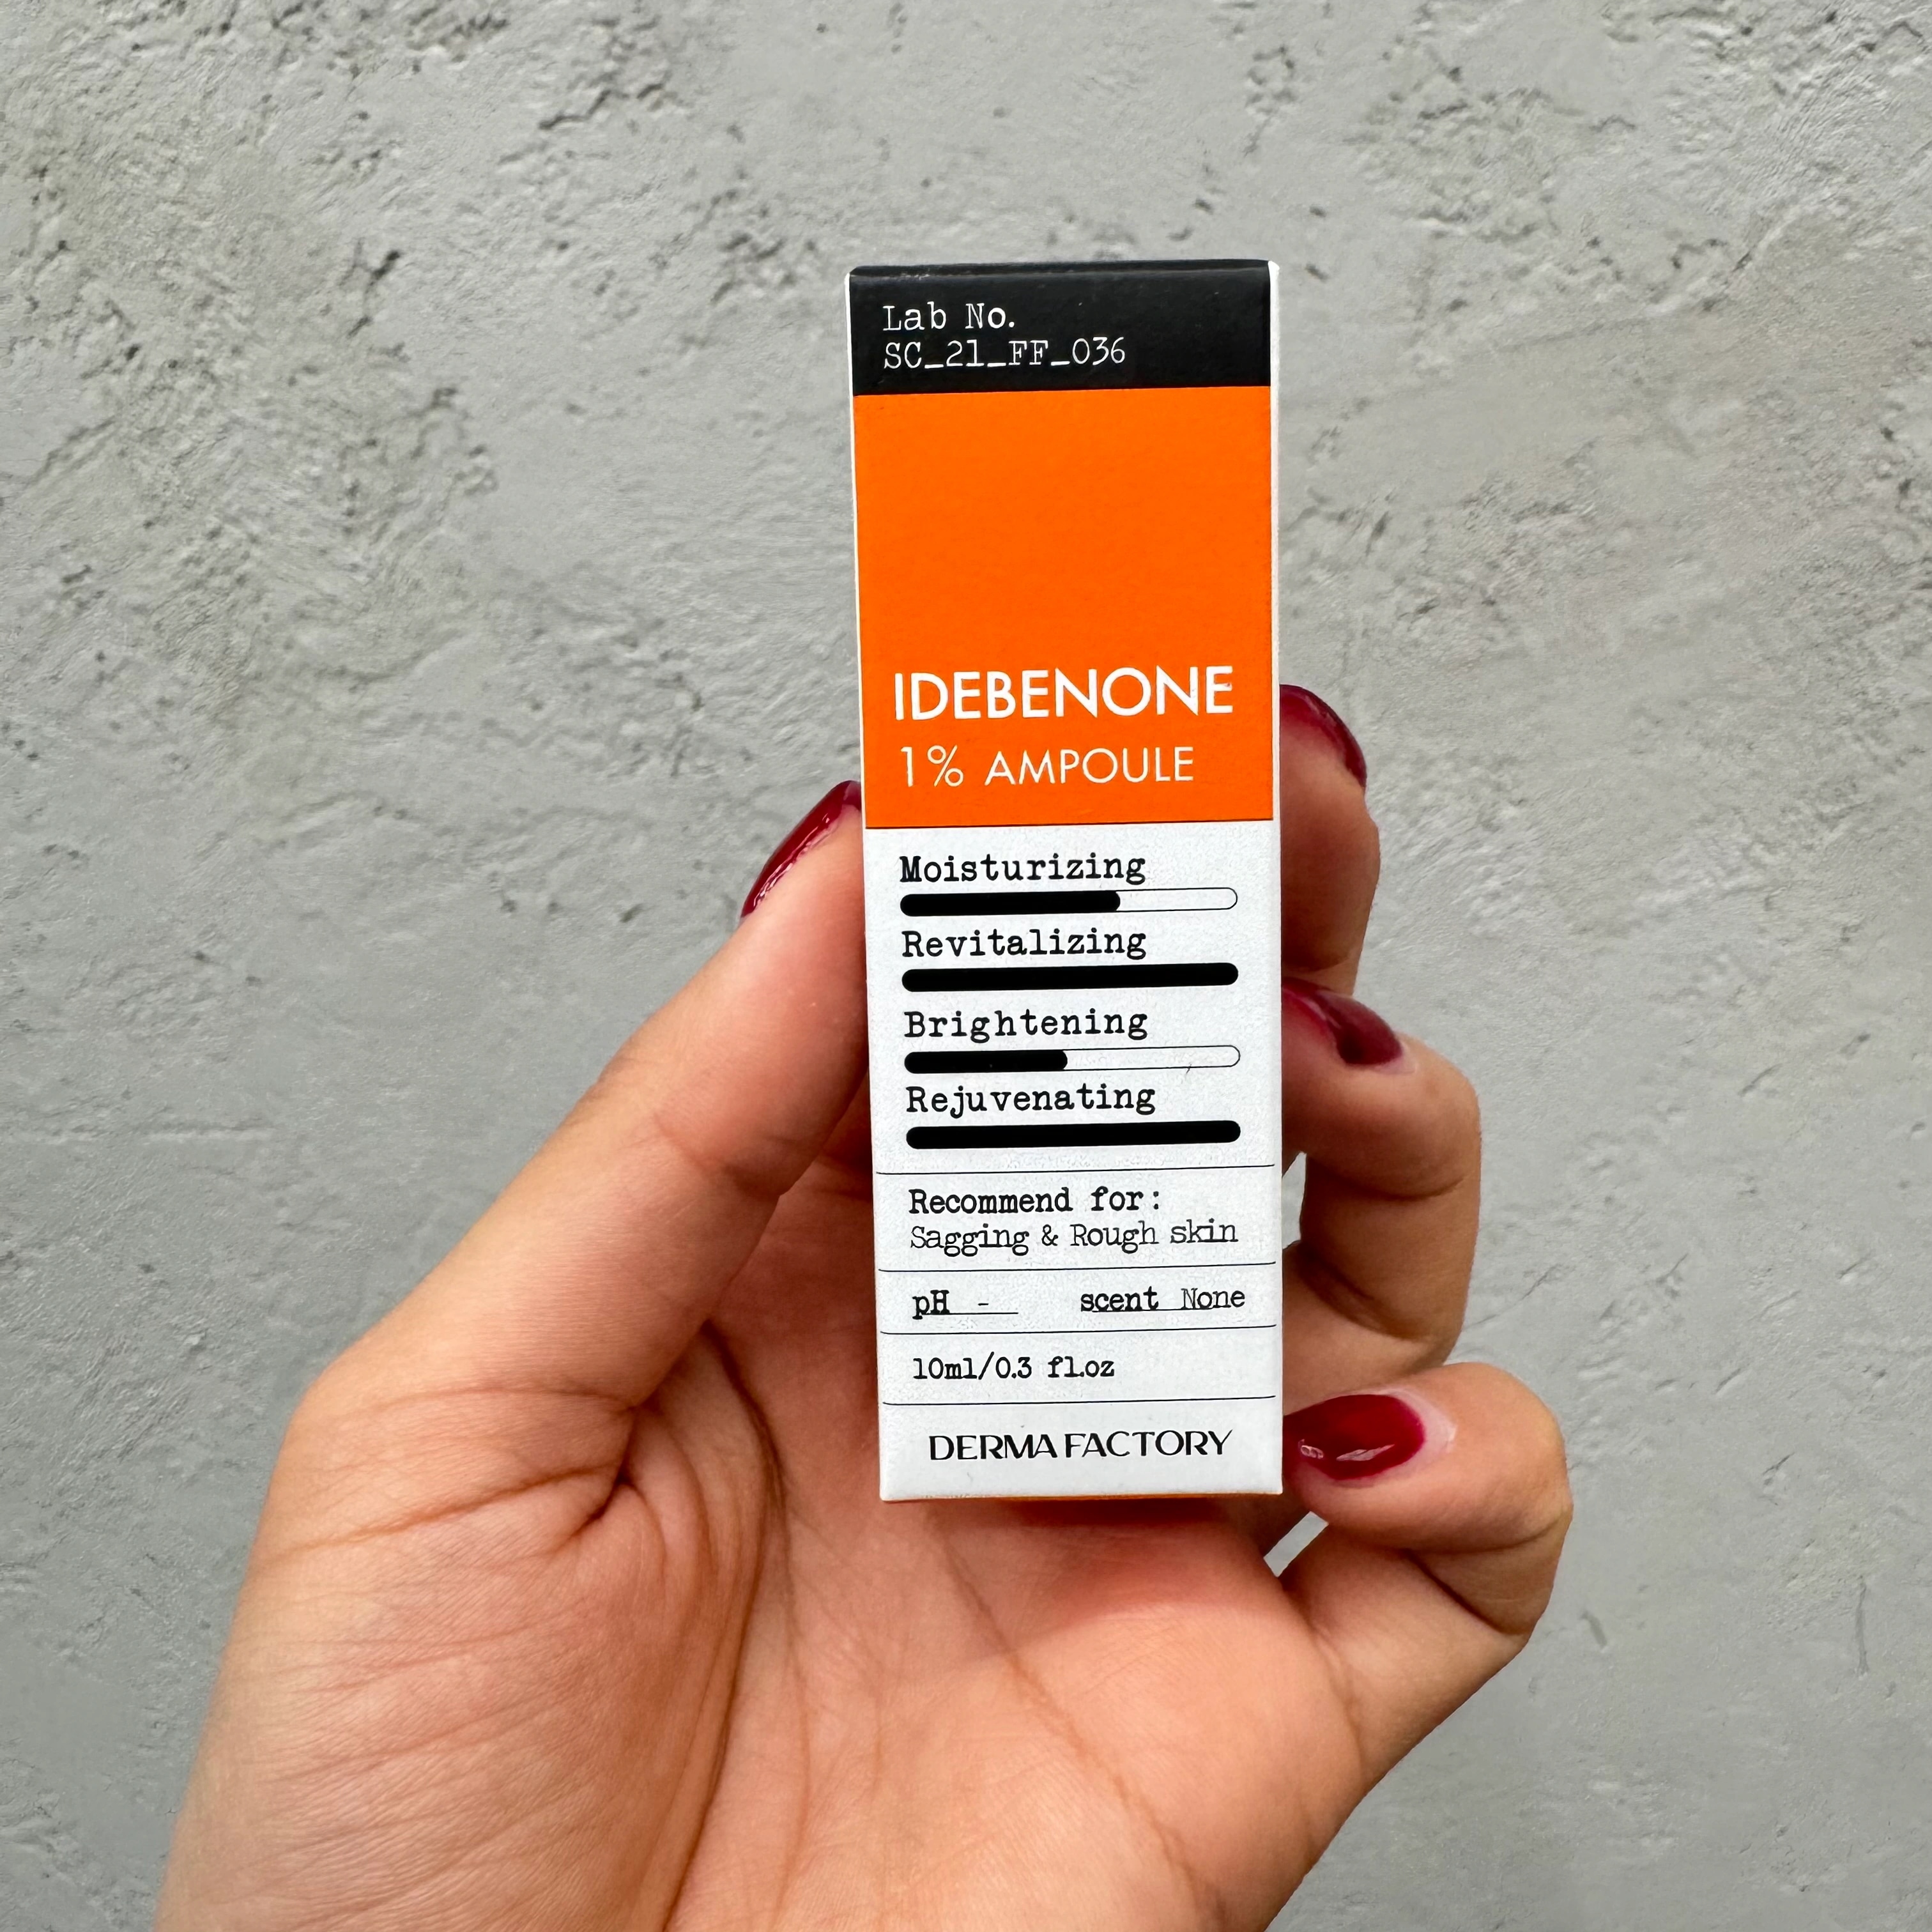 Lab No.
SC_21_FF_036
IDEBENONE
1% AMPOULE
Moisturizing
Revitalizing
Brightening
Rejuvenating
Recommend for:
Sagging & Rough skin
pH - scent None
10ml/0.3 fl.oz
DERMA FACTORY